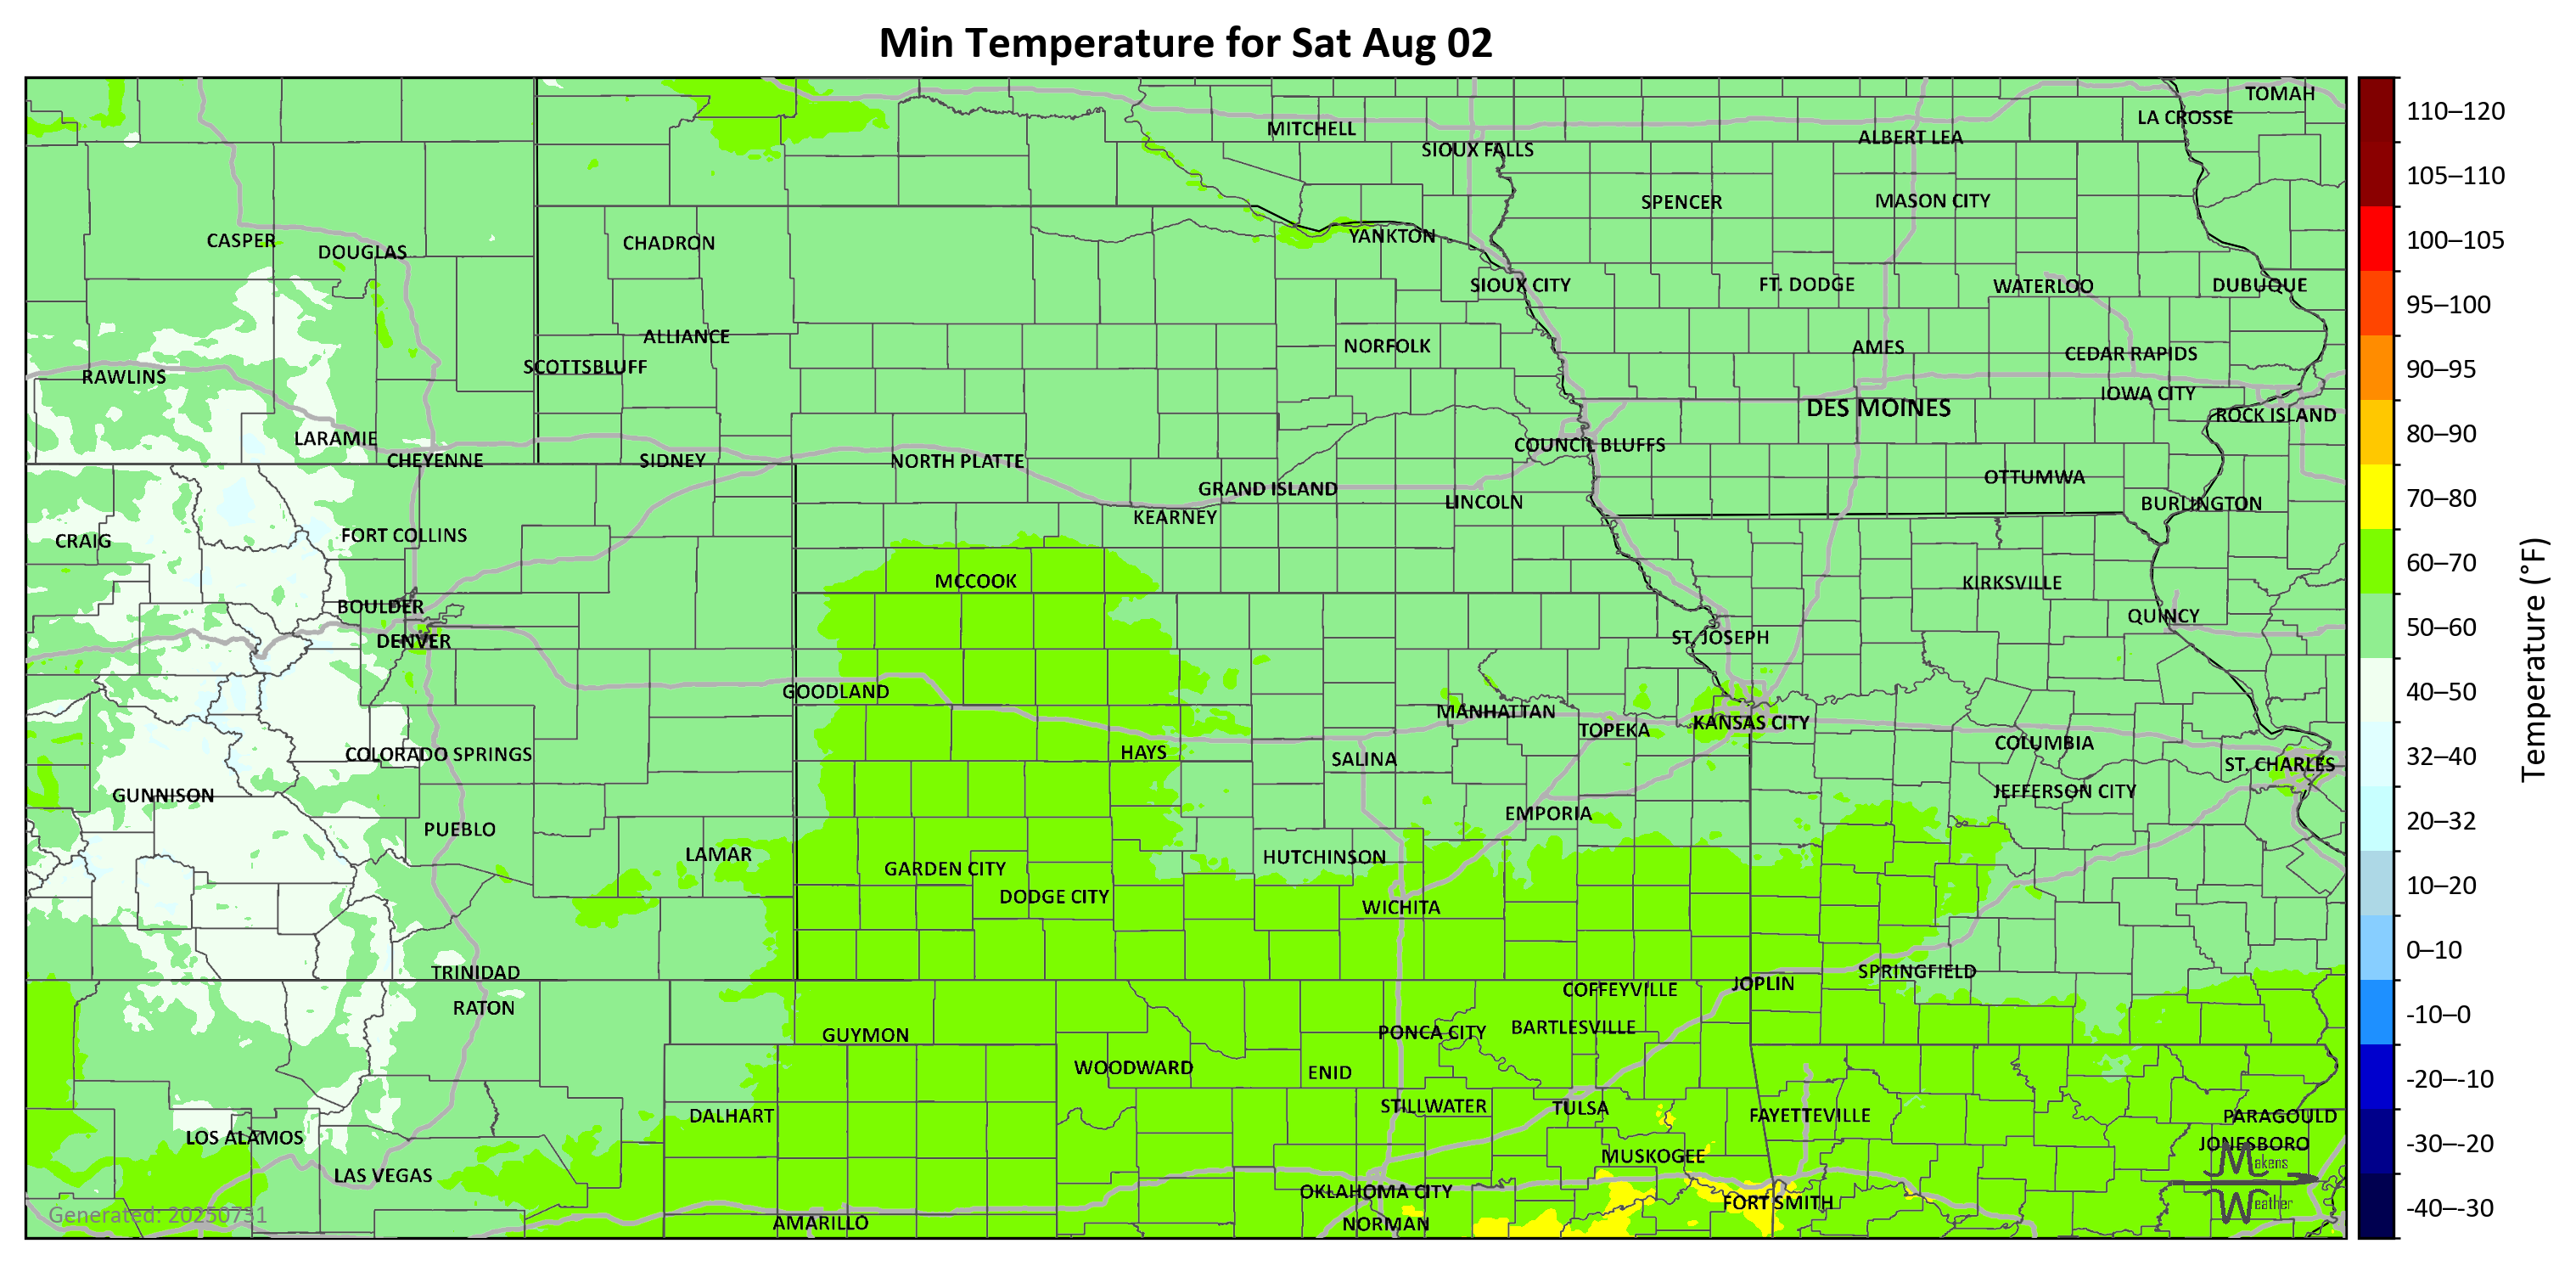 Min Temperature for Sat Aug 02
TOMAH
LA CROSSE
MITCHELL
ALBERT LEA
SIOUX FALLS
SPENCER
MASON CITY
CASPER
DOUGLAS
CHADRON
YANKTON
SIOUX CITY
FT. DODGE
WATERLOO
DUBUQUE
ALLIANCE
NORFOLK
AMES
CEDAR RAPIDS
SCOTTSBLUFF
RAWLINS
IOWA CITY
DES MOINES
ROCK ISLAND
LARAMIE
COUNCIL BLUFFS
CHEYENNE
SIDNEY
NORTH PLATTE
OTTUMWA
GRAND ISLAND
LINCOLN
BURLINGTON
KEARNEY
FORT COLLINS
CRAIG
MCCOOK
KIRKSVILLE
BOULDER
QUINCY
DENVER
ST. JOSEPH
GOODLAND
MANHATTAN
KANSAS CITY
TOPEKA
COLUMBIA
COLORADO SPRINGS
HAYS
SALINA
ST. CHARLES
GUNNISON
JEFFERSON CITY
EMPORIA
PUEBLO
LAMAR
HUTCHINSON
GARDEN CITY
DODGE CITY
WICHITA
TRINIDAD
SPRINGFIELD
JOPLIN
COFFEYVILLE
RATON
GUYMON
PONCA CITY
BARTLESVILLE
WOODWARD
ENID
STILLWATER
TULSA
DALHART
FAYETTEVILLE
PARAGOULD
LOS ALAMOS
JONESBORO
MUSKOGEE
LAS VEGAS
OKLAHOMA CITY
FORT SMITH
AMARILLO
NORMAN
Generated: 20250731
Makens
Weather
110–120
105–110
100–105
95–100
90–95
80–90
70–80
60–70
50–60
40–50
32–40
20–32
10–20
0–10
-10–0
-20–-10
-30–-20
-40–-30
Temperature (°F)